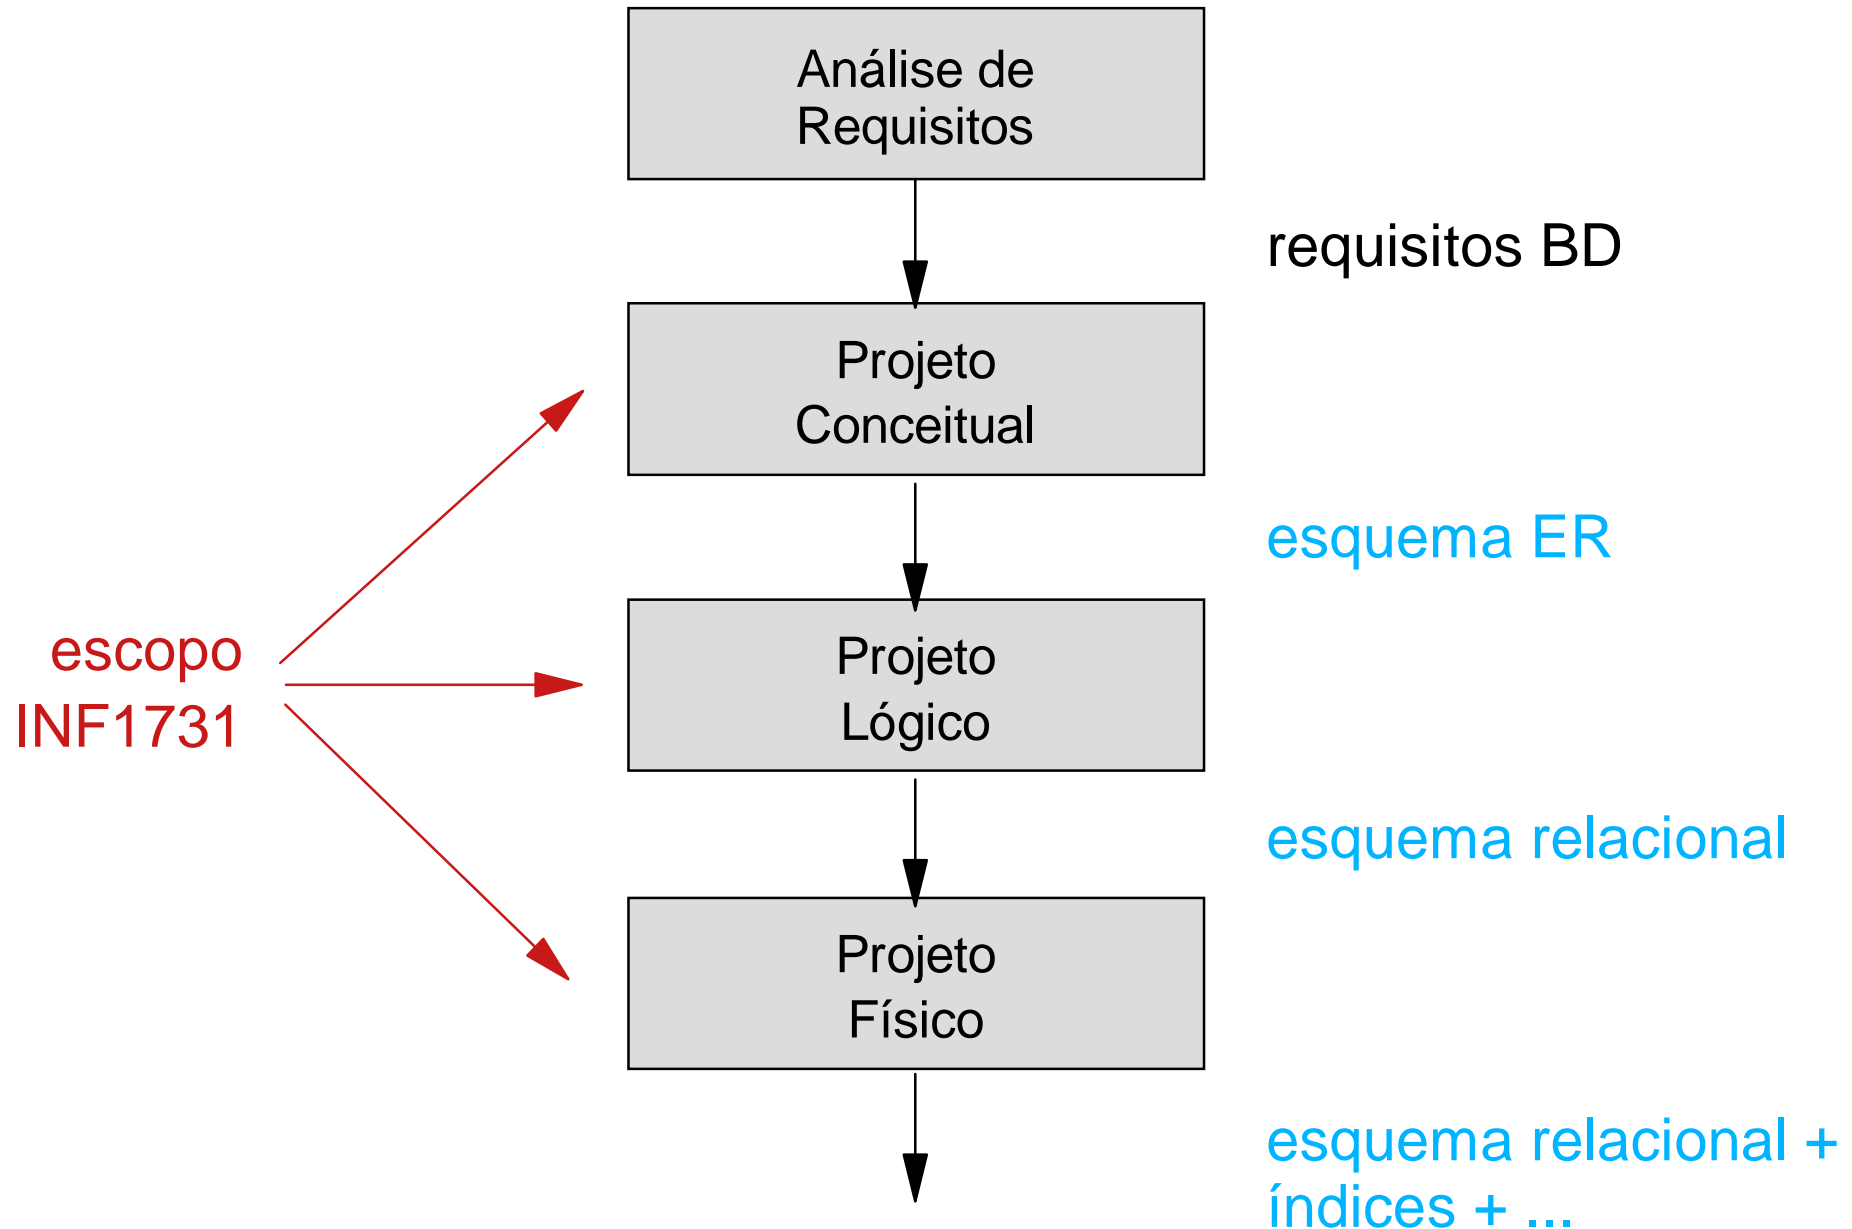 Análise de
Requisitos
requisitos BD
Projeto
Conceitual
esquema ER
escopo
INF1731
Projeto
Lógico
esquema relacional
Projeto
Físico
esquema relacional +
índices + ...